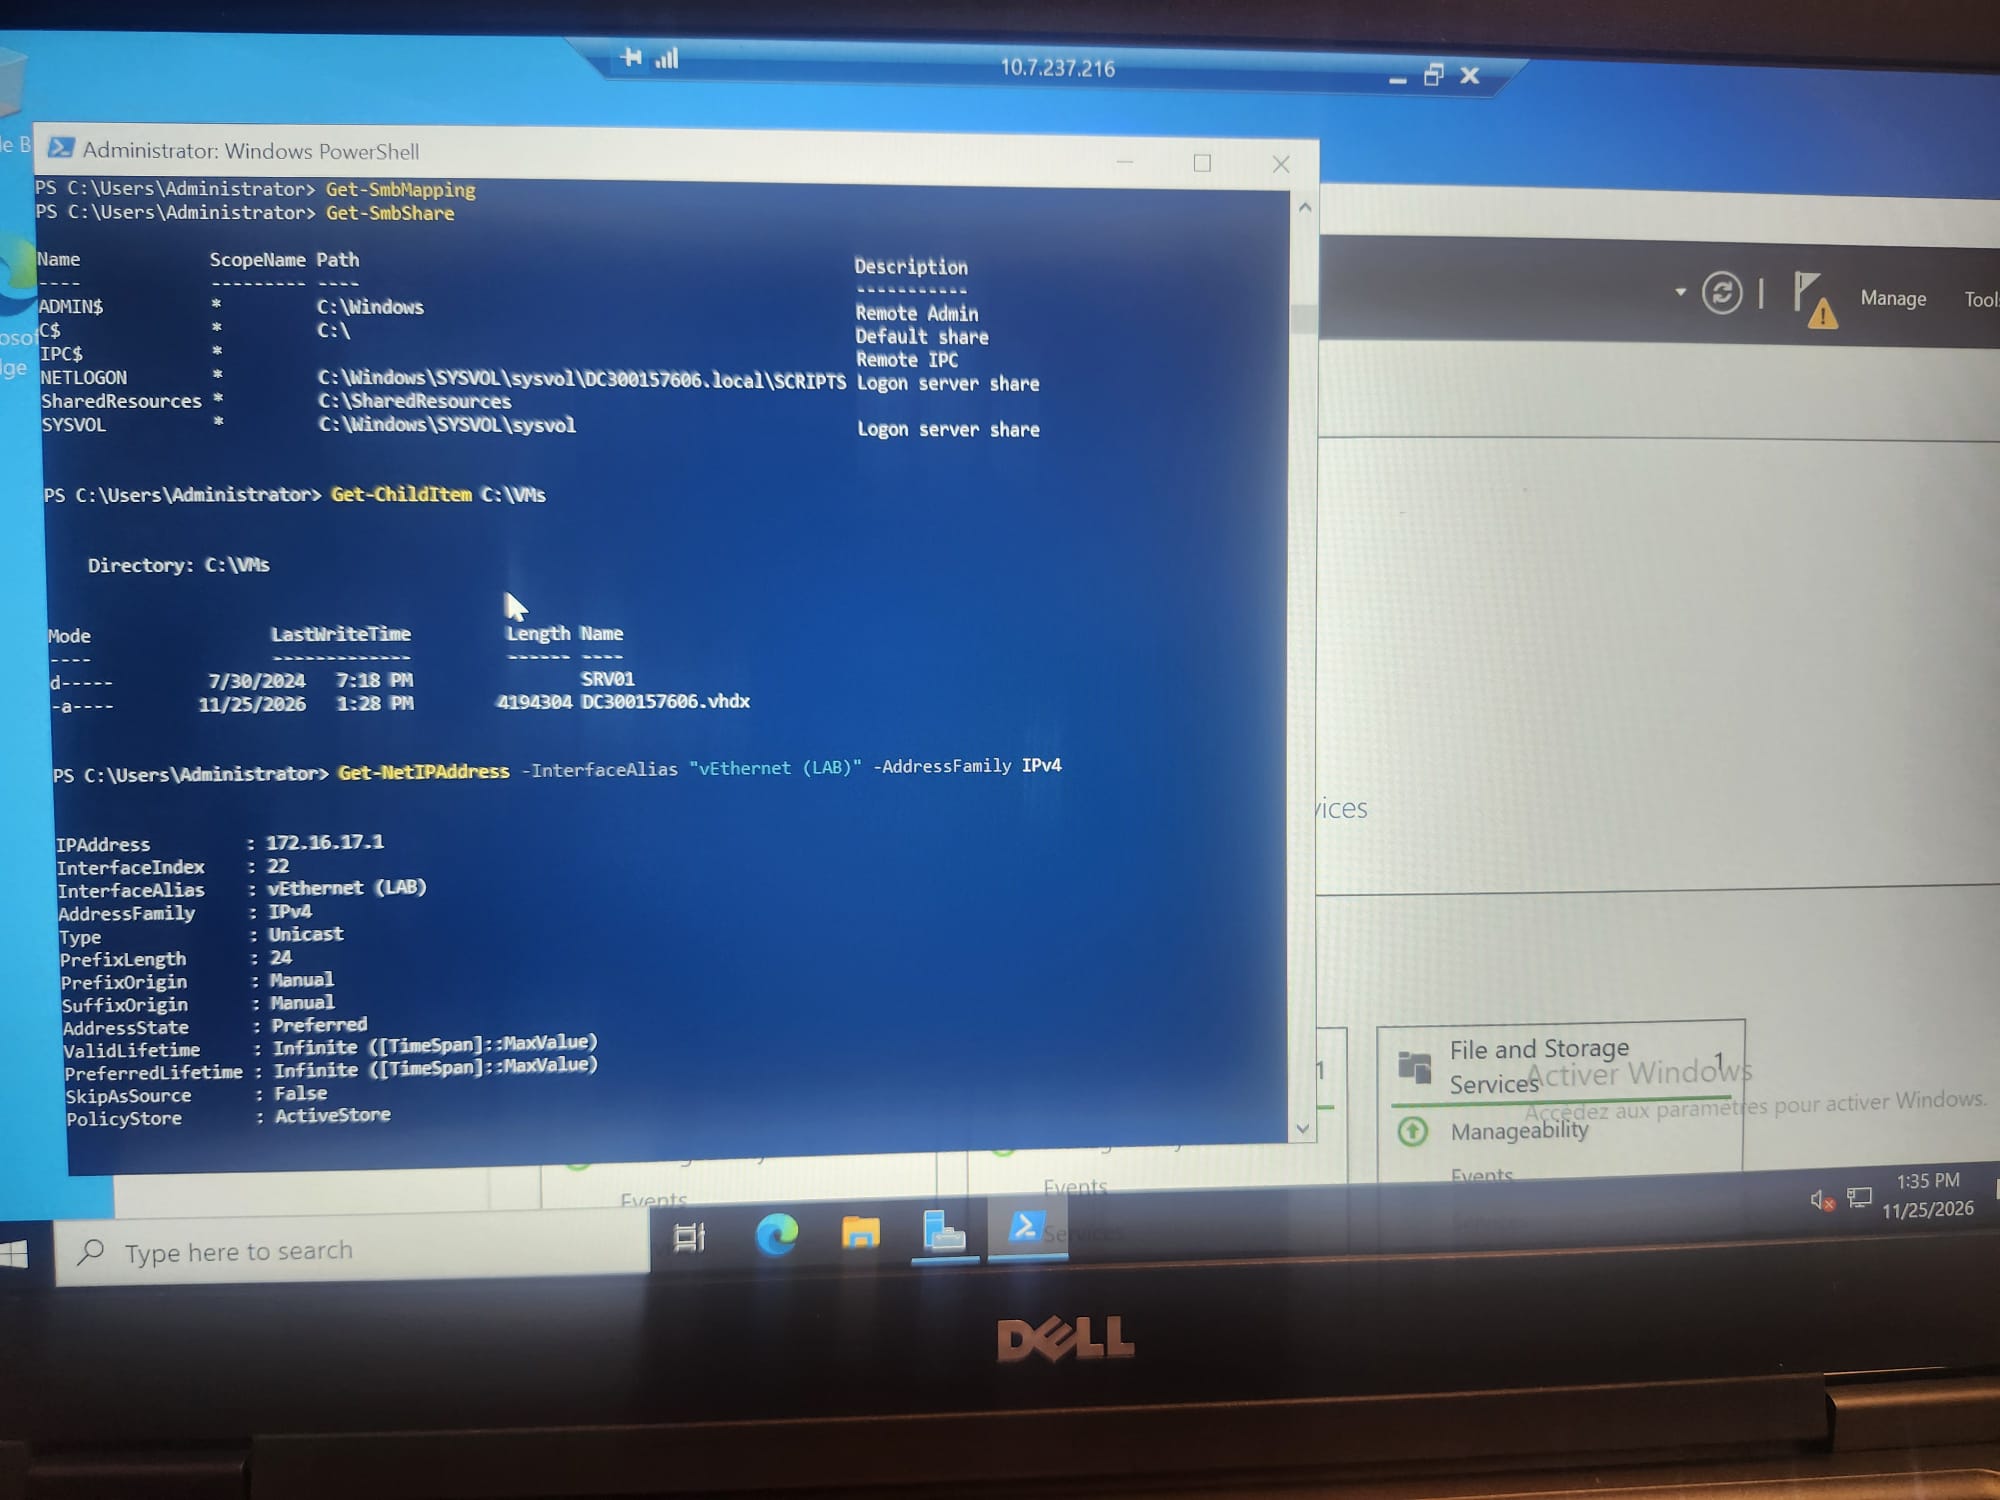 10.7.237.216
Administrator: Windows PowerShell
PS C:\Users\Administrator> Get-SmbMapping
PS C:\Users\Administrator> Get-SmbShare
Name ScopeName Path Description
---- --------- ---- -----------
ADMIN$ * C:\Windows Remote Admin
C$ * C:\ Default share
IPC$ * Remote IPC
NETLOGON * C:\Windows\SYSVOL\sysvol\DC300157606.local\SCRIPTS Logon server share
SharedResources * C:\SharedResources
SYSVOL * C:\Windows\SYSVOL\sysvol Logon server share
PS C:\Users\Administrator> Get-ChildItem C:\VMs
Directory: C:\VMs
Mode LastWriteTime Length Name
---- ------------- ------ ----
d----- 7/30/2024 7:18 PM SRV01
-a---- 11/25/2026 1:28 PM 4194304 DC300157606.vhdx
PS C:\Users\Administrator> Get-NetIPAddress -InterfaceAlias "vEthernet (LAB)" -AddressFamily IPv4
IPAddress : 172.16.17.1
InterfaceIndex : 22
InterfaceAlias : vEthernet (LAB)
AddressFamily : IPv4
Type : Unicast
PrefixLength : 24
PrefixOrigin : Manual
SuffixOrigin : Manual
AddressState : Preferred
ValidLifetime : Infinite ([TimeSpan]::MaxValue)
PreferredLifetime : Infinite ([TimeSpan]::MaxValue)
SkipAsSource : False
PolicyStore : ActiveStore
Manage
File and Storage
Services 1
Manageability
Events
Activer Windows
Accédez aux paramètres pour activer Windows.
Events
Events
Services
Type here to search
1:35 PM
11/25/2026
DELL